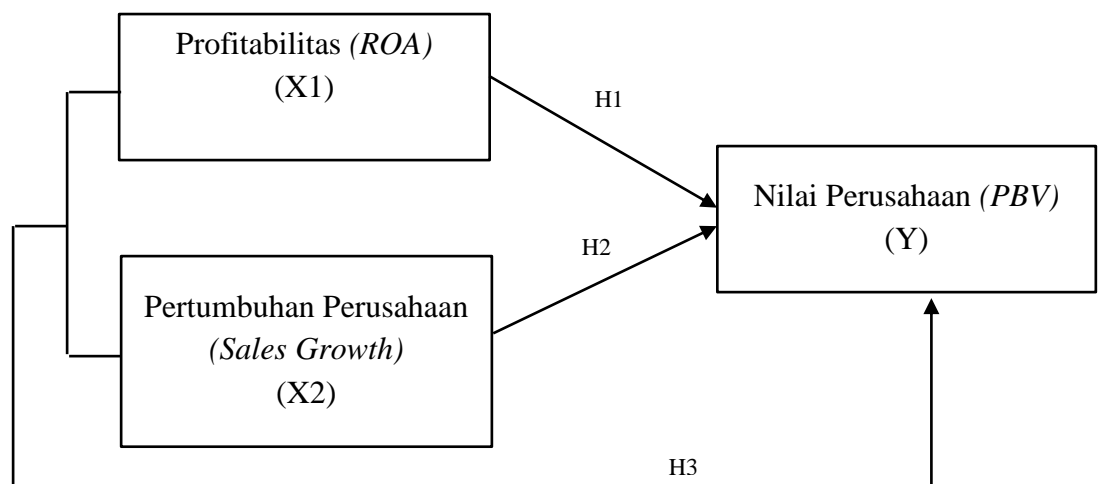 Profitabilitas (ROA)
(X1)
H1
Nilai Perusahaan (PBV)
(Y)
H2
Pertumbuhan Perusahaan
(Sales Growth)
(X2)
H3